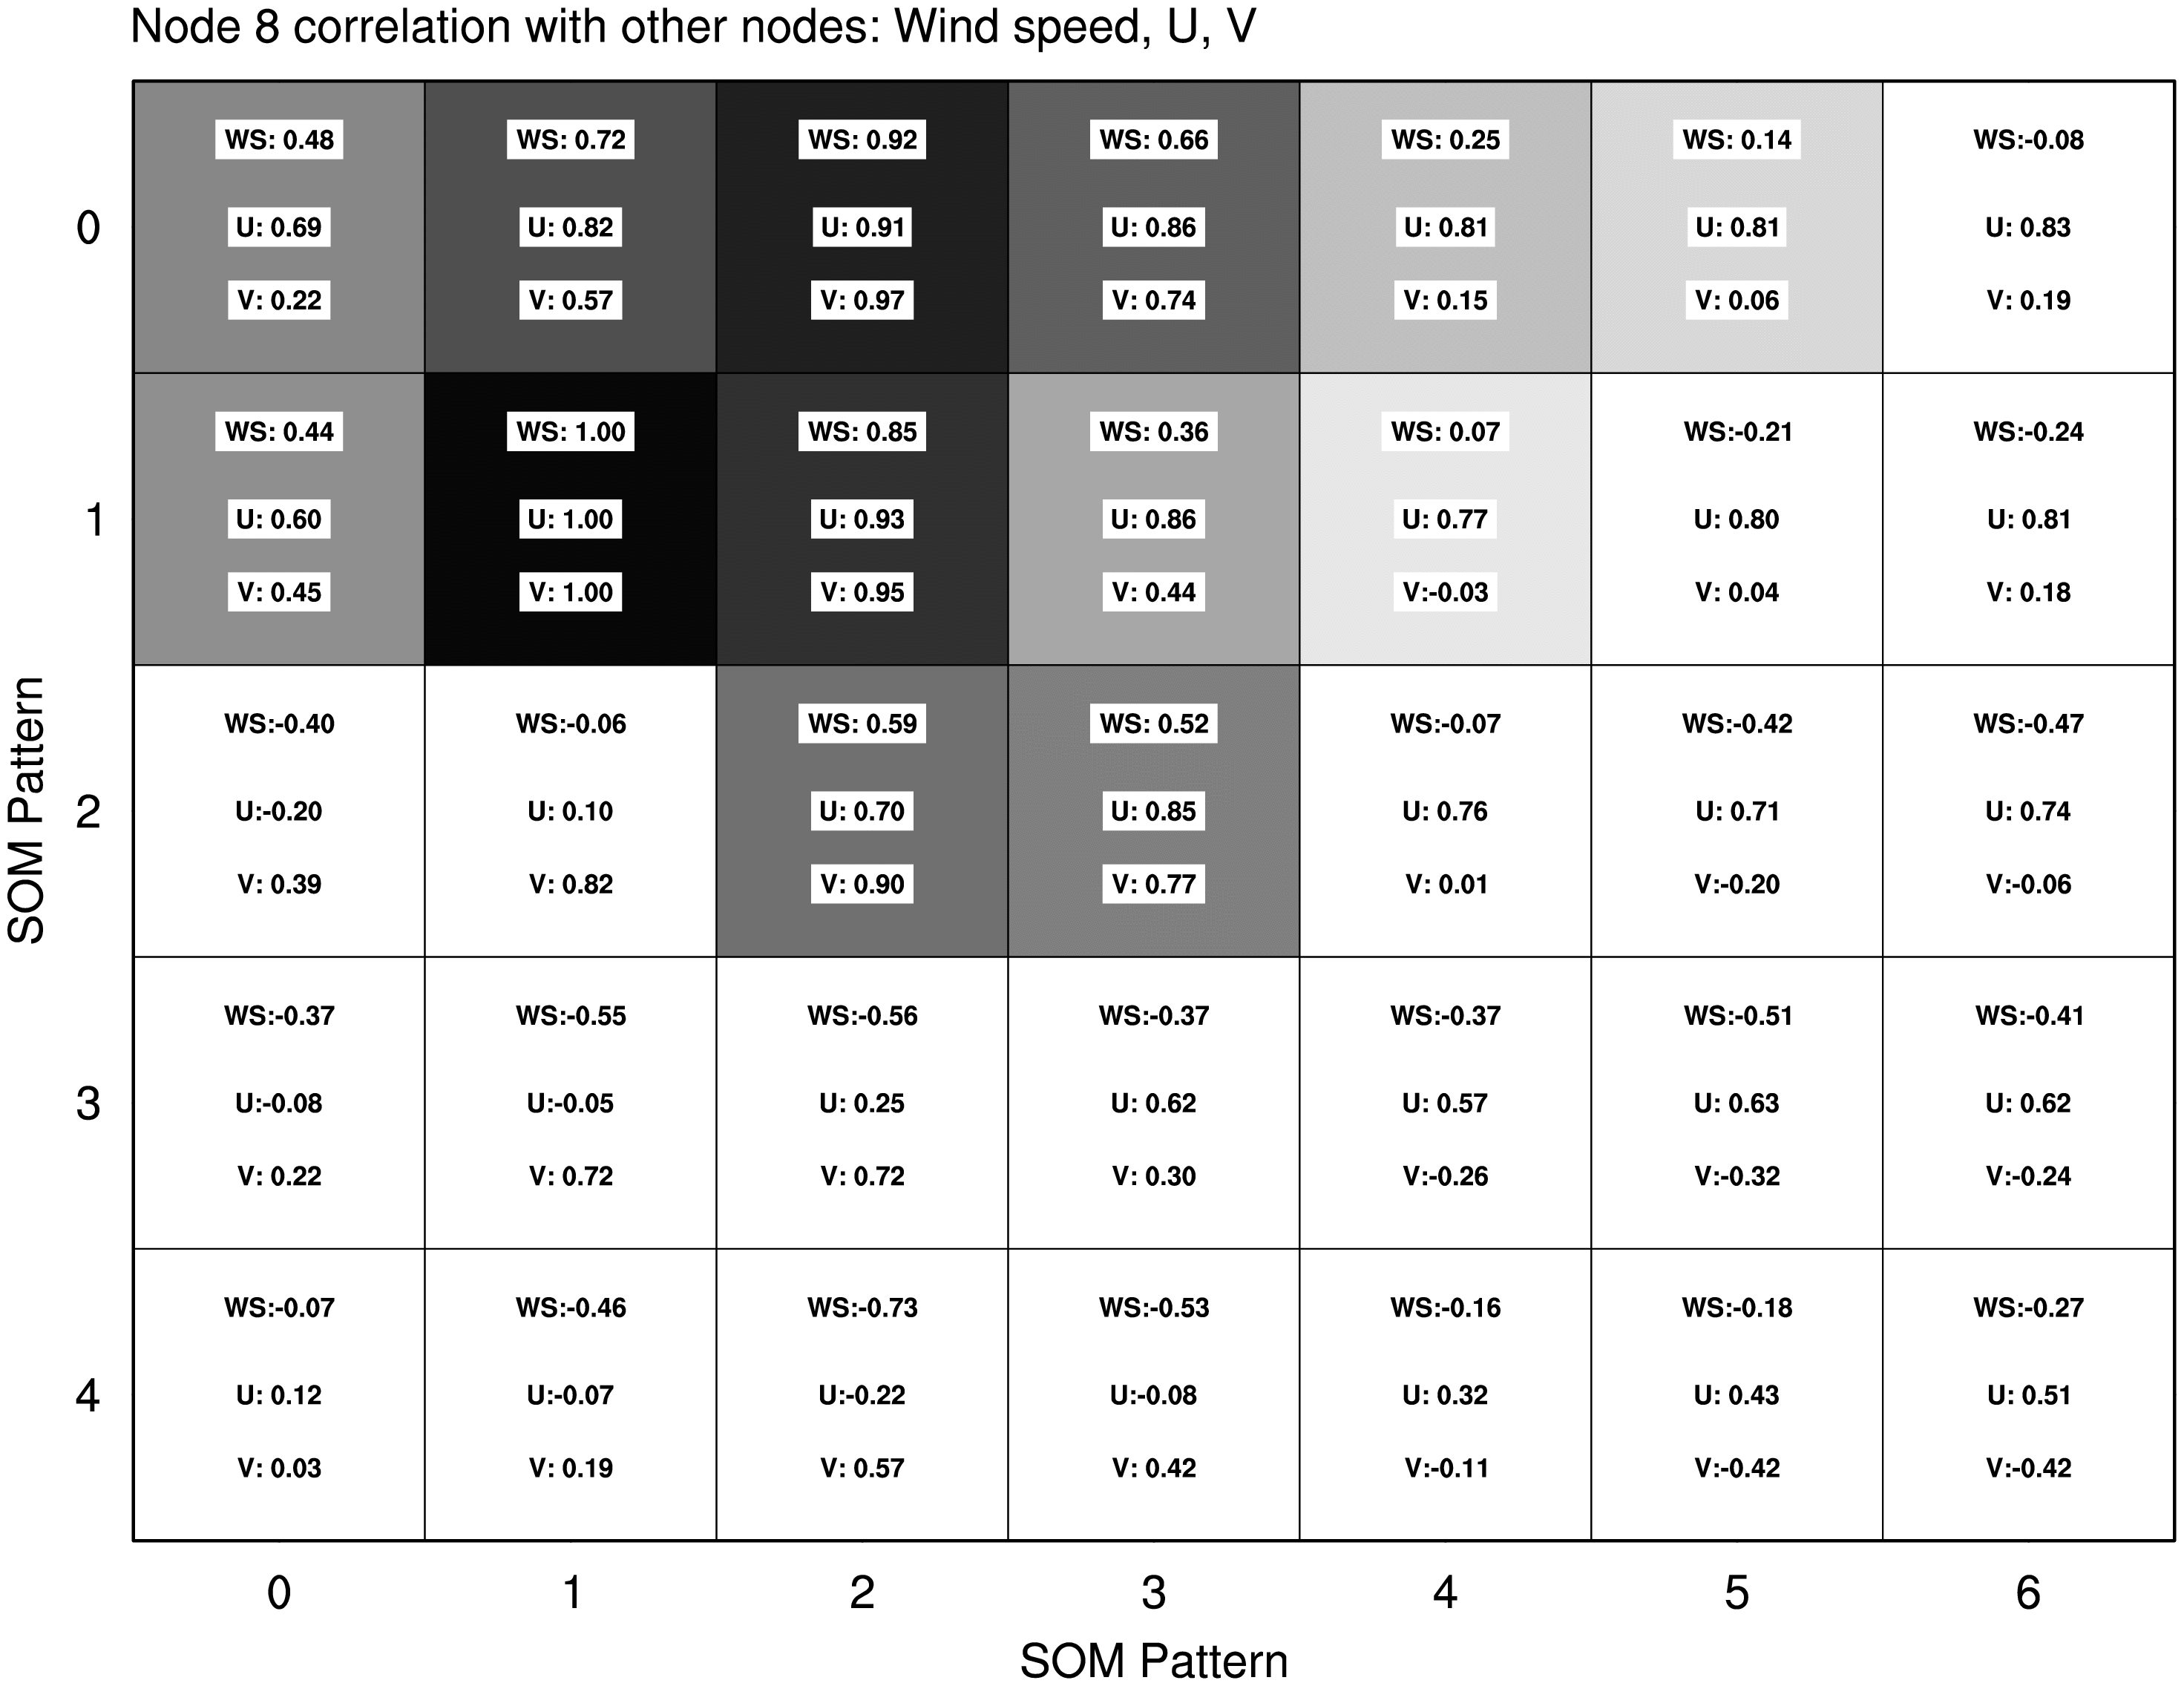 Node 8 correlation with other nodes: Wind speed, U, V
WS: 0.48 WS: 0.72 WS: 0.92 WS: 0.66 WS: 0.25 WS: 0.14 WS:-0.08
0 U: 0.69 U: 0.82 U: 0.91 U: 0.86 U: 0.81 U: 0.81 U: 0.83
V: 0.22 V: 0.57 V: 0.97 V: 0.74 V: 0.15 V: 0.06 V: 0.19
WS: 0.44 WS: 1.00 WS: 0.85 WS: 0.36 WS: 0.07 WS:-0.21 WS:-0.24
1 U: 0.60 U: 1.00 U: 0.93 U: 0.86 U: 0.77 U: 0.80 U: 0.81
V: 0.45 V: 1.00 V: 0.95 V: 0.44 V:-0.03 V: 0.04 V: 0.18
SOM Pattern
WS:-0.40 WS:-0.06 WS: 0.59 WS: 0.52 WS:-0.07 WS:-0.42 WS:-0.47
2 U:-0.20 U: 0.10 U: 0.70 U: 0.85 U: 0.76 U: 0.71 U: 0.74
V: 0.39 V: 0.82 V: 0.90 V: 0.77 V: 0.01 V:-0.20 V:-0.06
WS:-0.37 WS:-0.55 WS:-0.56 WS:-0.37 WS:-0.37 WS:-0.51 WS:-0.41
3 U:-0.08 U:-0.05 U: 0.25 U: 0.62 U: 0.57 U: 0.63 U: 0.62
V: 0.22 V: 0.72 V: 0.72 V: 0.30 V:-0.26 V:-0.32 V:-0.24
WS:-0.07 WS:-0.46 WS:-0.73 WS:-0.53 WS:-0.16 WS:-0.18 WS:-0.27
4 U: 0.12 U:-0.07 U:-0.22 U:-0.08 U: 0.32 U: 0.43 U: 0.51
V: 0.03 V: 0.19 V: 0.57 V: 0.42 V:-0.11 V:-0.42 V:-0.42
0 1 2 3 4 5 6
SOM Pattern